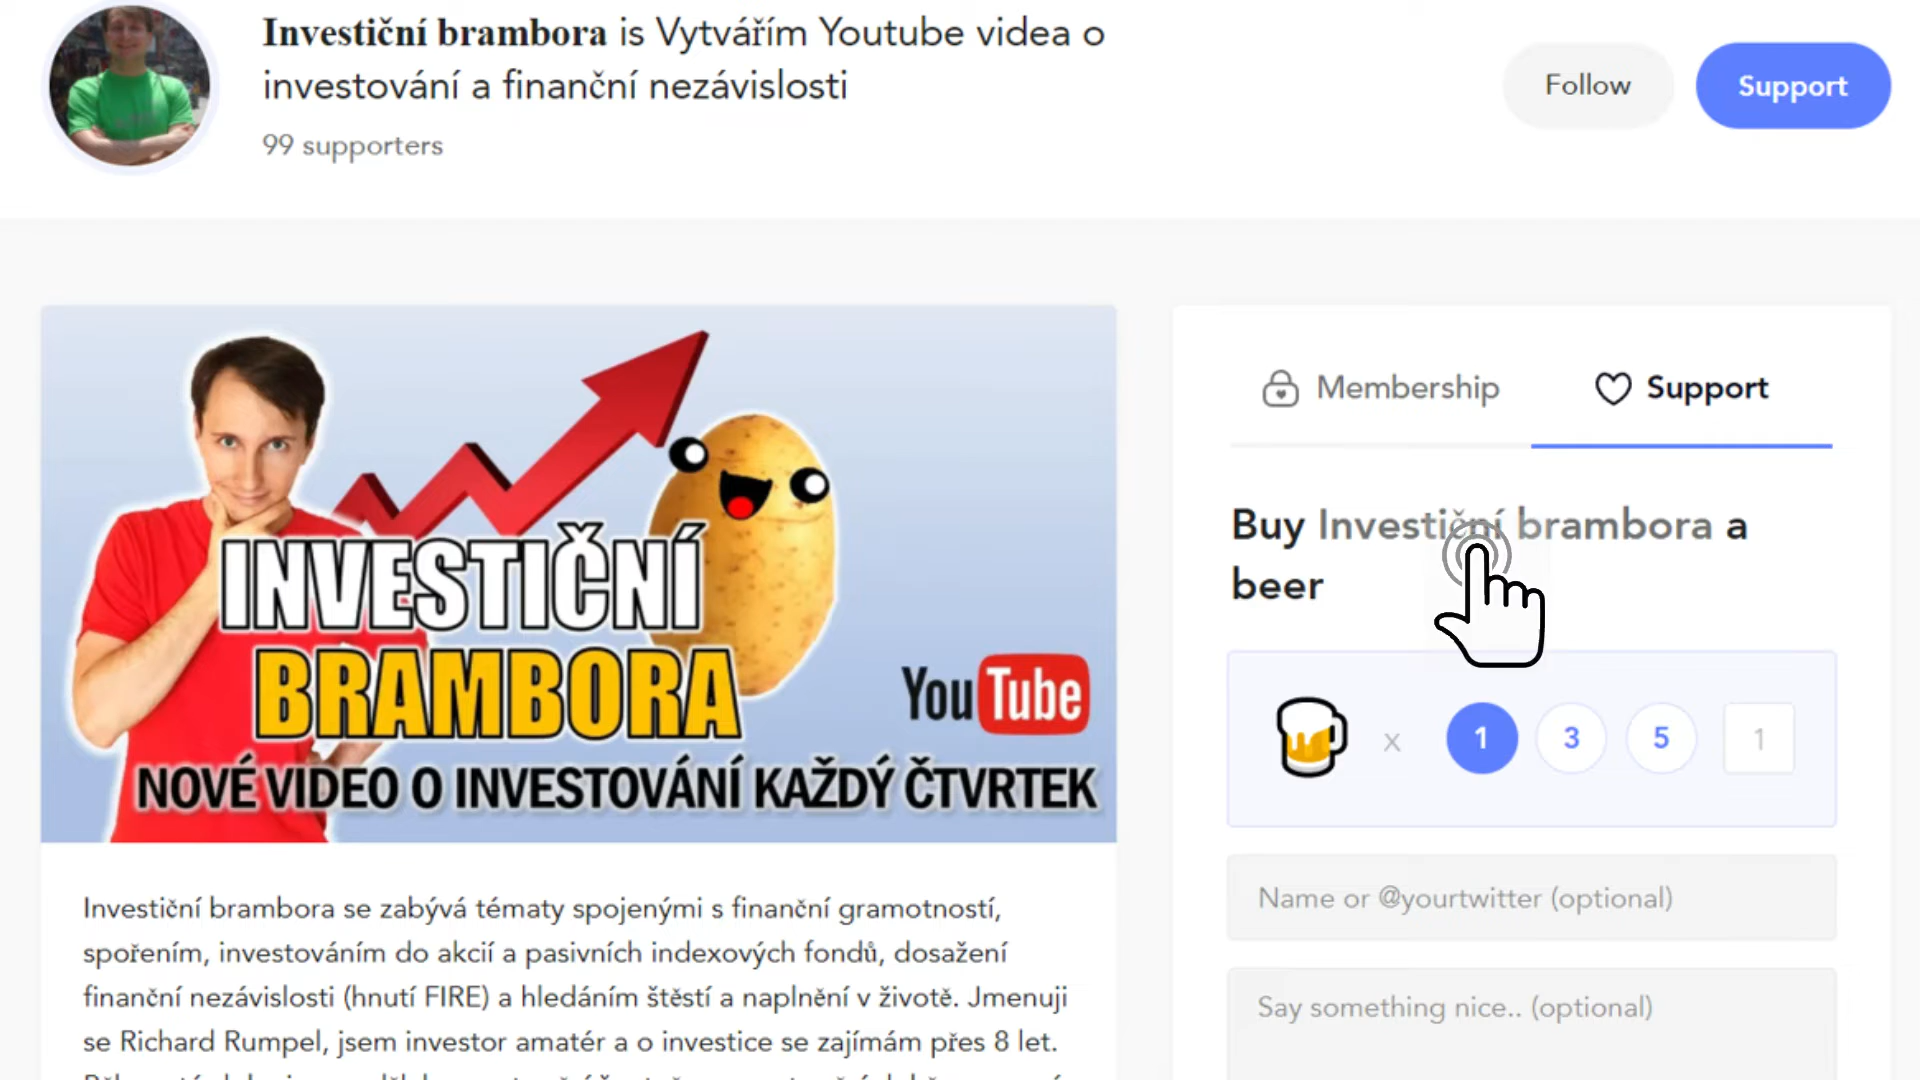 Investiční brambora is Vytvářím Youtube videa o
investování a finanční nezávislosti
99 supporters
Follow
Support
INVESTIČNÍ
BRAMBORA
YouTube
NOVÉ VIDEO O INVESTOVÁNÍ KAŽDÝ ČTVRTEK
Investiční brambora se zabývá tématy spojenými s finanční gramotností,
spořením, investováním do akcií a pasivních indexových fondů, dosažení
finanční nezávislosti (hnutí FIRE) a hledáním štěstí a naplnění v životě. Jmenuji
se Richard Rumpel, jsem investor amatér a o investice se zajímám přes 8 let.
Membership
Support
Buy Investiční brambora a
beer
x 1 3 5 1
Name or @yourtwitter (optional)
Say something nice.. (optional)